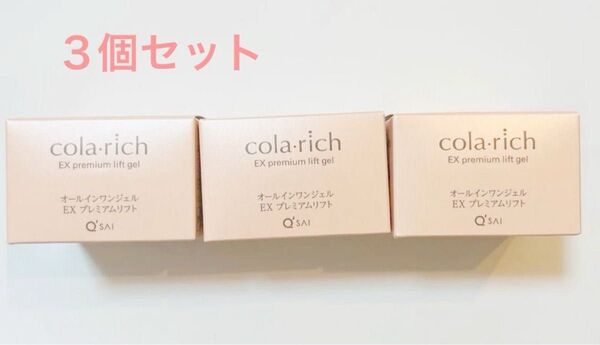 3個セット
cola·rich
EX premium lift gel
オールインワンジェル
EX プレミアムリフト
Q'SAI
cola·rich
EX premium lift gel
オールインワンジェル
EX プレミアムリフト
Q'SAI
cola·rich
EX premium lift gel
オールインワンジェル
EX プレミアムリフト
Q'SAI